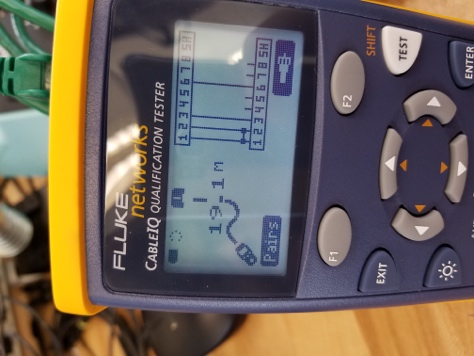 FLUKE
networks
CABLEIQ QUALIFICATION TESTER
12345678SH
19.1 m
12345678SH
Pairs
F1
F2
SHIFT
TEST
EXIT
ENTER